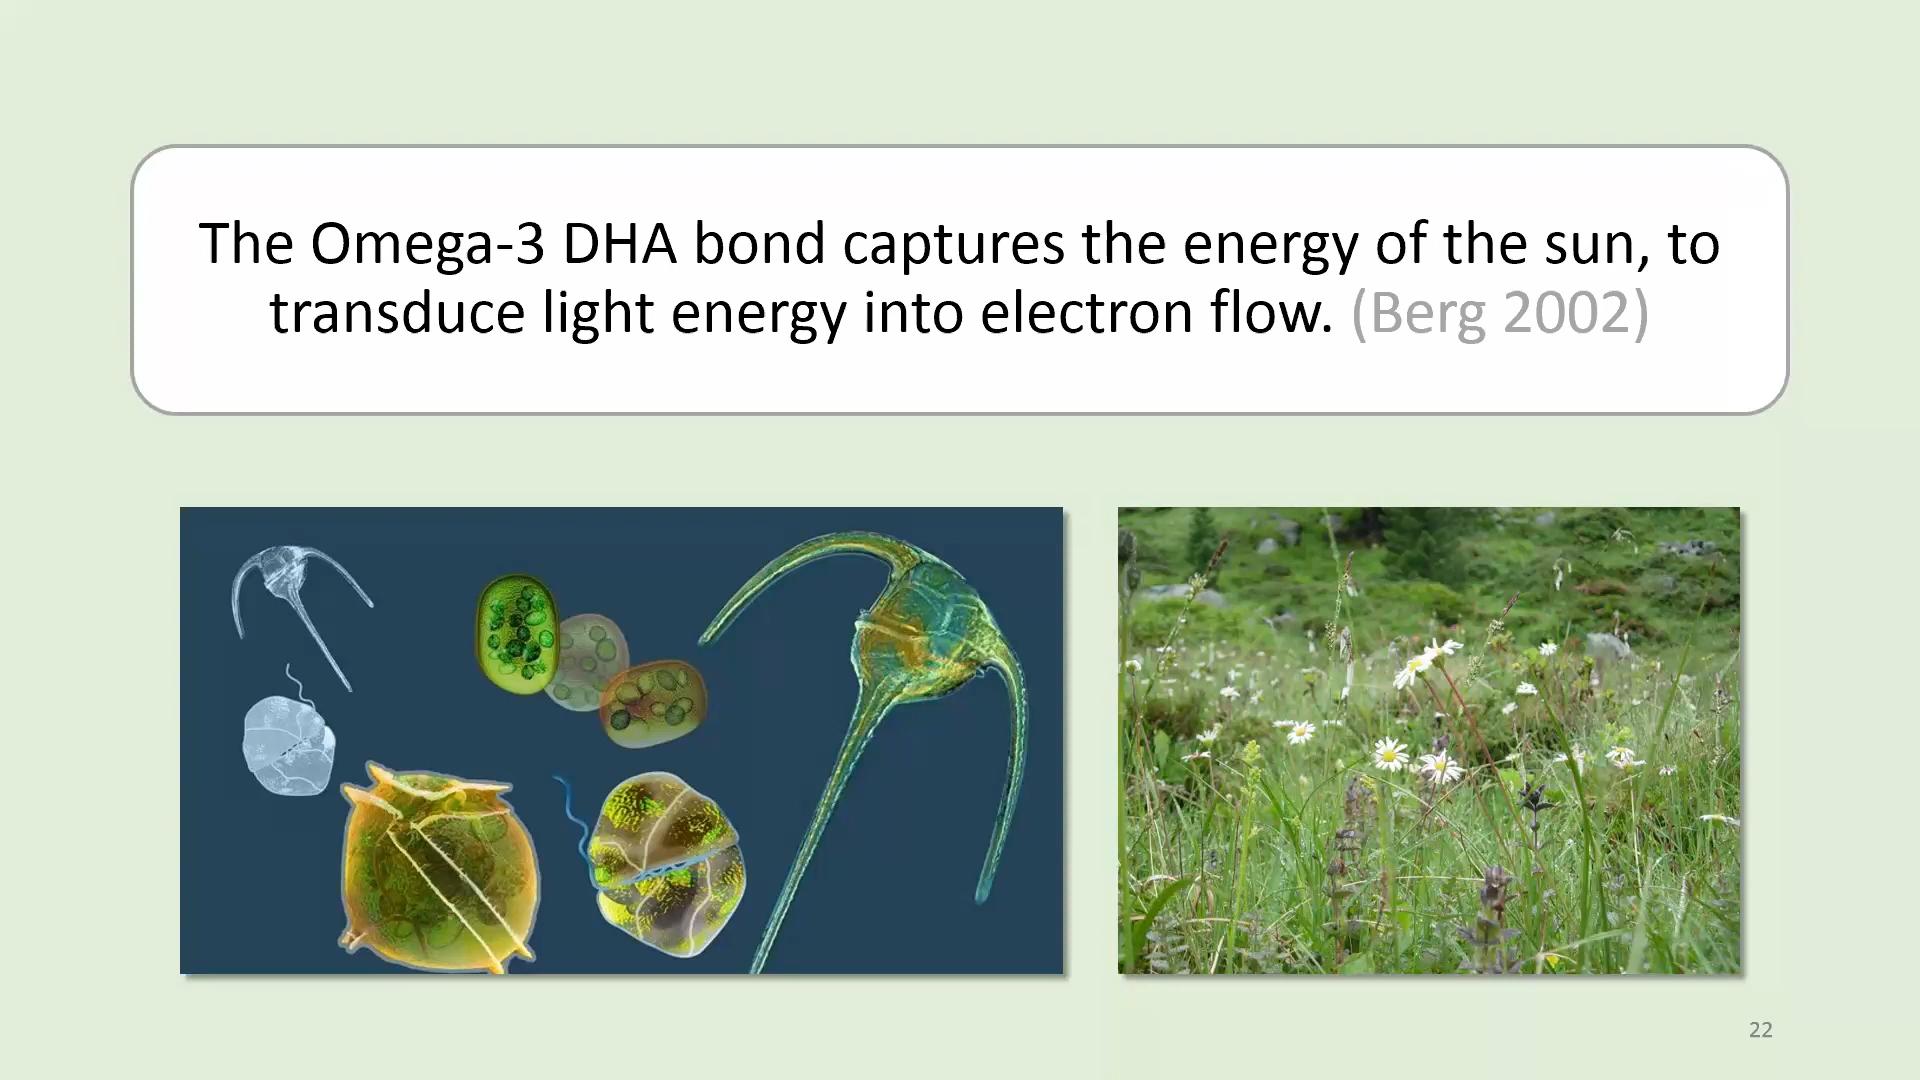 The Omega-3 DHA bond captures the energy of the sun, to
transduce light energy into electron flow. (Berg 2002)
22